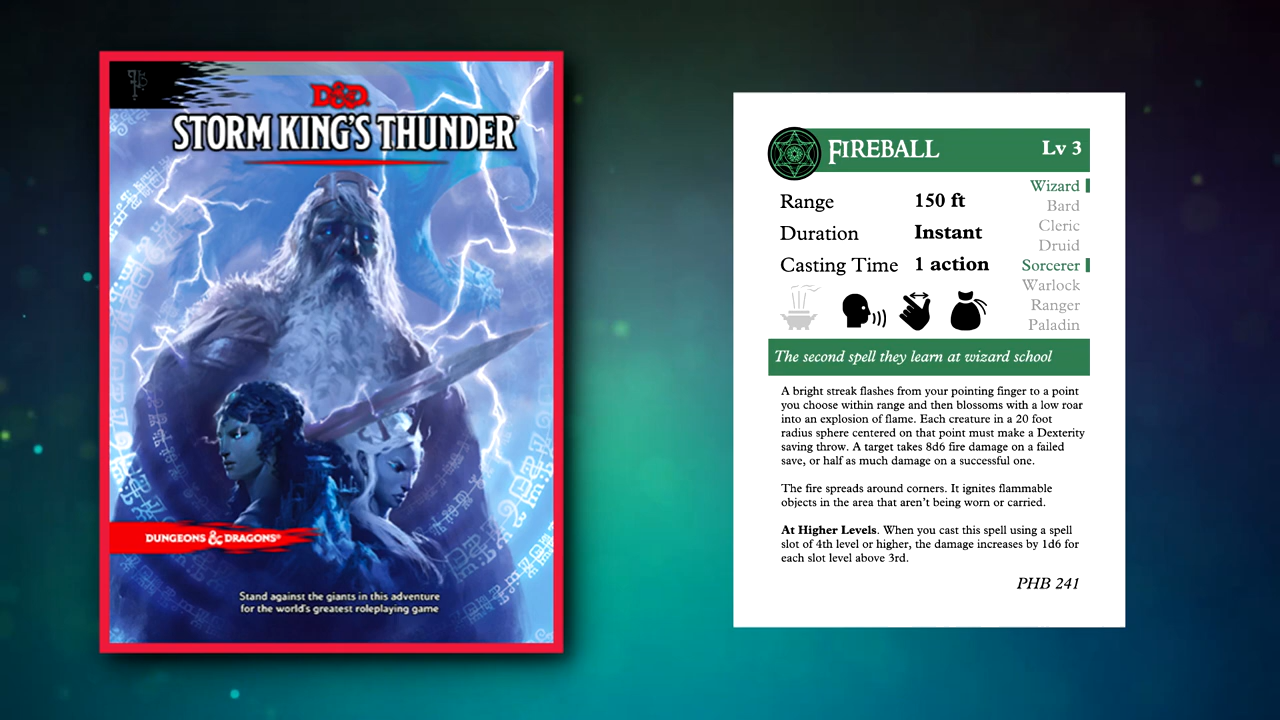 D&D
STORM KING'S THUNDER™
DUNGEONS & DRAGONS®
Stand against the giants in this adventure
for the world's greatest roleplaying game
FIREBALL Lv 3
Range 150 ft
Duration Instant
Casting Time 1 action
Wizard
Bard
Cleric
Druid
Sorcerer
Warlock
Ranger
Paladin
The second spell they learn at wizard school
A bright streak flashes from your pointing finger to a point
you choose within range and then blossoms with a low roar
into an explosion of flame. Each creature in a 20 foot
radius sphere centered on that point must make a Dexterity
saving throw. A target takes 8d6 fire damage on a failed
save, or half as much damage on a successful one.
The fire spreads around corners. It ignites flammable
objects in the area that aren't being worn or carried.
At Higher Levels. When you cast this spell using a spell
slot of 4th level or higher, the damage increases by 1d6 for
each slot level above 3rd.
PHB 241